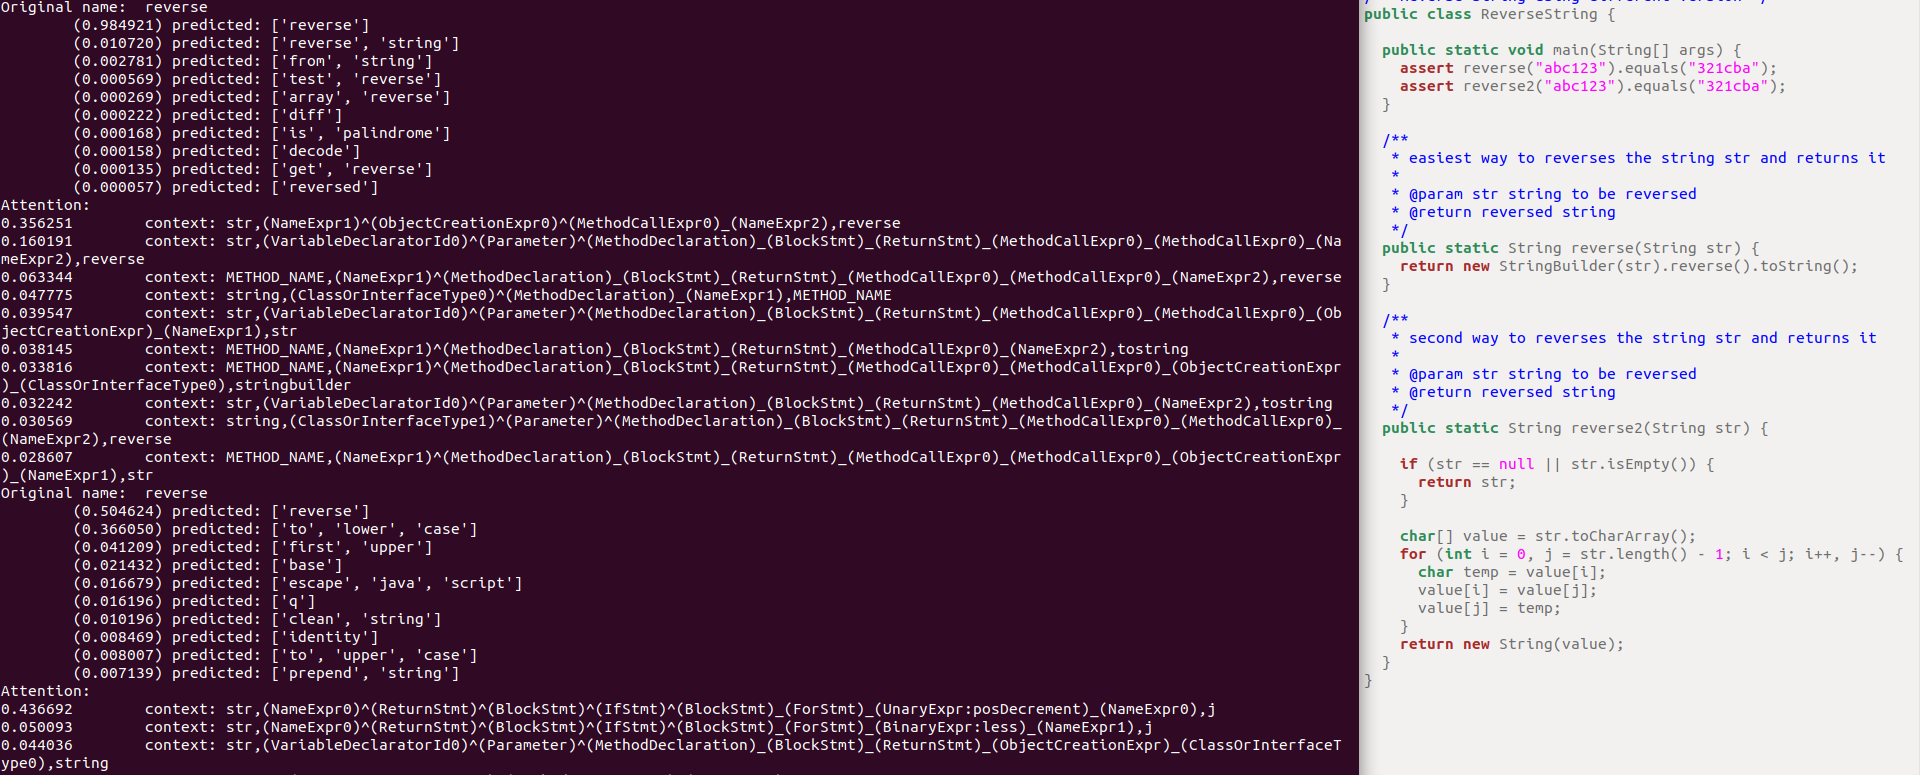 Original name:  reverse
        (0.984921) predicted: ['reverse']
        (0.010720) predicted: ['reverse', 'string']
        (0.002781) predicted: ['from', 'string']
        (0.000569) predicted: ['test', 'reverse']
        (0.000269) predicted: ['array', 'reverse']
        (0.000222) predicted: ['diff']
        (0.000168) predicted: ['is', 'palindrome']
        (0.000158) predicted: ['decode']
        (0.000135) predicted: ['get', 'reverse']
        (0.000057) predicted: ['reversed']
Attention:
0.356251        context: str,(NameExpr1)^(ObjectCreationExpr0)^(MethodCallExpr0)_(NameExpr2),reverse
0.160191        context: str,(VariableDeclaratorId0)^(Parameter)^(MethodDeclaration)_(BlockStmt)_(ReturnStmt)_(MethodCallExpr0)_(MethodCallExpr0)_(Na
meExpr2),reverse
0.063344        context: METHOD_NAME,(NameExpr1)^(MethodDeclaration)_(BlockStmt)_(ReturnStmt)_(MethodCallExpr0)_(MethodCallExpr0)_(NameExpr2),reverse
0.047775        context: string,(ClassOrInterfaceType0)^(MethodDeclaration)_(NameExpr1),METHOD_NAME
0.039547        context: str,(VariableDeclaratorId0)^(Parameter)^(MethodDeclaration)_(BlockStmt)_(ReturnStmt)_(MethodCallExpr0)_(MethodCallExpr0)_(Ob
jectCreationExpr)_(NameExpr1),str
0.038145        context: METHOD_NAME,(NameExpr1)^(MethodDeclaration)_(BlockStmt)_(ReturnStmt)_(MethodCallExpr0)_(NameExpr2),tostring
0.033816        context: METHOD_NAME,(NameExpr1)^(MethodDeclaration)_(BlockStmt)_(ReturnStmt)_(MethodCallExpr0)_(MethodCallExpr0)_(ObjectCreationExpr
)_(ClassOrInterfaceType0),stringbuilder
0.032242        context: str,(VariableDeclaratorId0)^(Parameter)^(MethodDeclaration)_(BlockStmt)_(ReturnStmt)_(MethodCallExpr0)_(NameExpr2),tostring
0.030569        context: string,(ClassOrInterfaceType1)^(Parameter)^(MethodDeclaration)_(BlockStmt)_(ReturnStmt)_(MethodCallExpr0)_(MethodCallExpr0)_
(NameExpr2),reverse
0.028607        context: METHOD_NAME,(NameExpr1)^(MethodDeclaration)_(BlockStmt)_(ReturnStmt)_(MethodCallExpr0)_(MethodCallExpr0)_(ObjectCreationExpr
)_(NameExpr1),str
Original name:  reverse
        (0.504624) predicted: ['reverse']
        (0.366050) predicted: ['to', 'lower', 'case']
        (0.041209) predicted: ['first', 'upper']
        (0.021432) predicted: ['base']
        (0.016679) predicted: ['escape', 'java', 'script']
        (0.016196) predicted: ['q']
        (0.010196) predicted: ['clean', 'string']
        (0.008469) predicted: ['identity']
        (0.008007) predicted: ['to', 'upper', 'case']
        (0.007139) predicted: ['prepend', 'string']
Attention:
0.436692        context: str,(NameExpr0)^(ReturnStmt)^(BlockStmt)^(IfStmt)^(BlockStmt)_(ForStmt)_(UnaryExpr:posDecrement)_(NameExpr0),j
0.050093        context: str,(NameExpr0)^(ReturnStmt)^(BlockStmt)^(IfStmt)^(BlockStmt)_(ForStmt)_(BinaryExpr:less)_(NameExpr1),j
0.044036        context: str,(VariableDeclaratorId0)^(Parameter)^(MethodDeclaration)_(BlockStmt)_(ReturnStmt)_(ObjectCreationExpr)_(ClassOrInterfaceT
ype0),string
public class ReverseString {
  public static void main(String[] args) {
    assert reverse("abc123").equals("321cba");
    assert reverse2("abc123").equals("321cba");
  }
  /**
   * easiest way to reverses the string str and returns it
   *
   * @param str string to be reversed
   * @return reversed string
   */
  public static String reverse(String str) {
    return new StringBuilder(str).reverse().toString();
  }
  /**
   * second way to reverses the string str and returns it
   *
   * @param str string to be reversed
   * @return reversed string
   */
  public static String reverse2(String str) {
    if (str == null || str.isEmpty()) {
      return str;
    }
    char[] value = str.toCharArray();
    for (int i = 0, j = str.length() - 1; i < j; i++, j--) {
      char temp = value[i];
      value[i] = value[j];
      value[j] = temp;
    }
    return new String(value);
  }
}